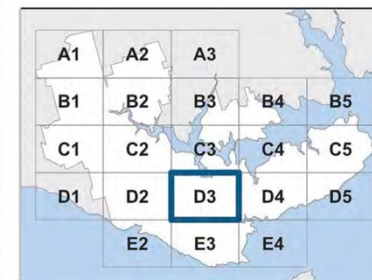 A1 A2 A3
B1 B2 B3 B4 B5
C1 C2 C3 C4 C5
D1 D2 D3 D4 D5
E2 E3 E4